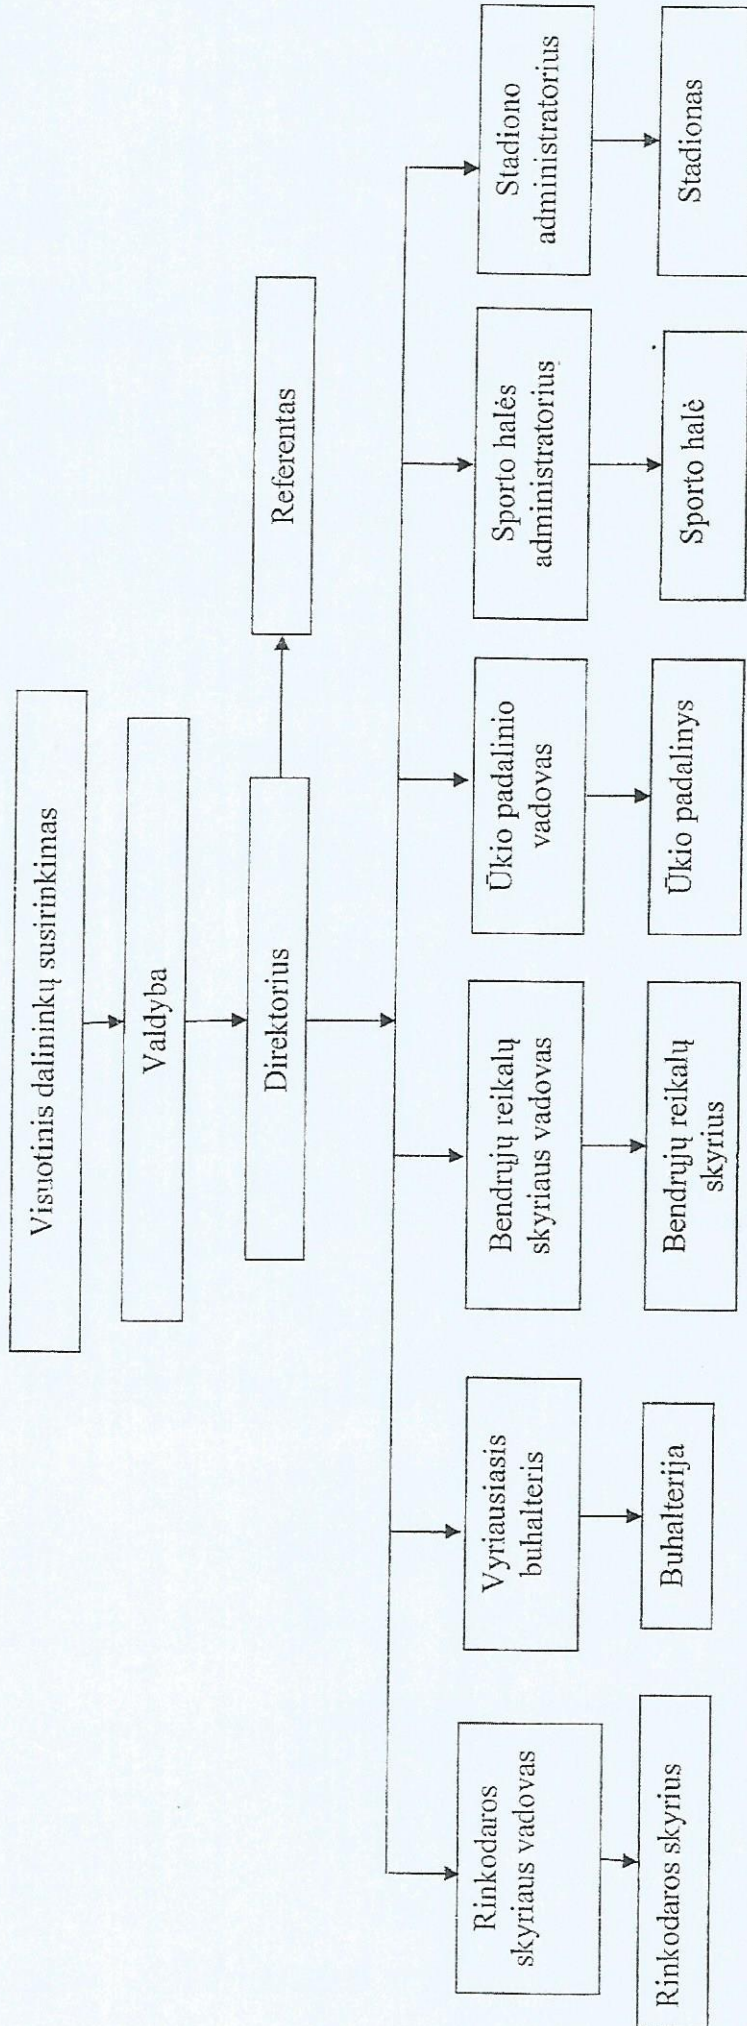 Visuotinis dalininkų susirinkimas
Valdyba
Direktorius
Referentas
Rinkodaros
skyriaus vadovas
Vyriausiasis
buhalteris
Bendrųjų reikalų
skyriaus vadovas
Ūkio padalinio
vadovas
Sporto halės
administratorius
Stadiono
administratorius
Rinkodaros skyrius
Buhalterija
Bendrųjų reikalų
skyrius
Ūkio padalinys
Sporto halė
Stadionas